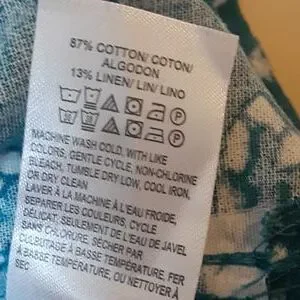 87% COTTON/ COTON/
ALGODON
13% LINEN/ LIN/ LINO
MACHINE WASH COLD, WITH LIKE
COLORS, GENTLE CYCLE, NON-CHLORINE
BLEACH, TUMBLE DRY LOW, COOL IRON,
OR DRY CLEAN
LAVER À LA MACHINE À L'EAU FROIDE,
SEPARER LES COULEURS, CYCLE
DÉLICAT, SEULEMENT DE L'EAU DE JAVEL
SANS CHLORURE, SÉCHER PAR
CULBUTAGE À BASSE TEMPÉRATURE, FER
À BASSE TEMPÉRATURE, OU NETTOYER À
SEC